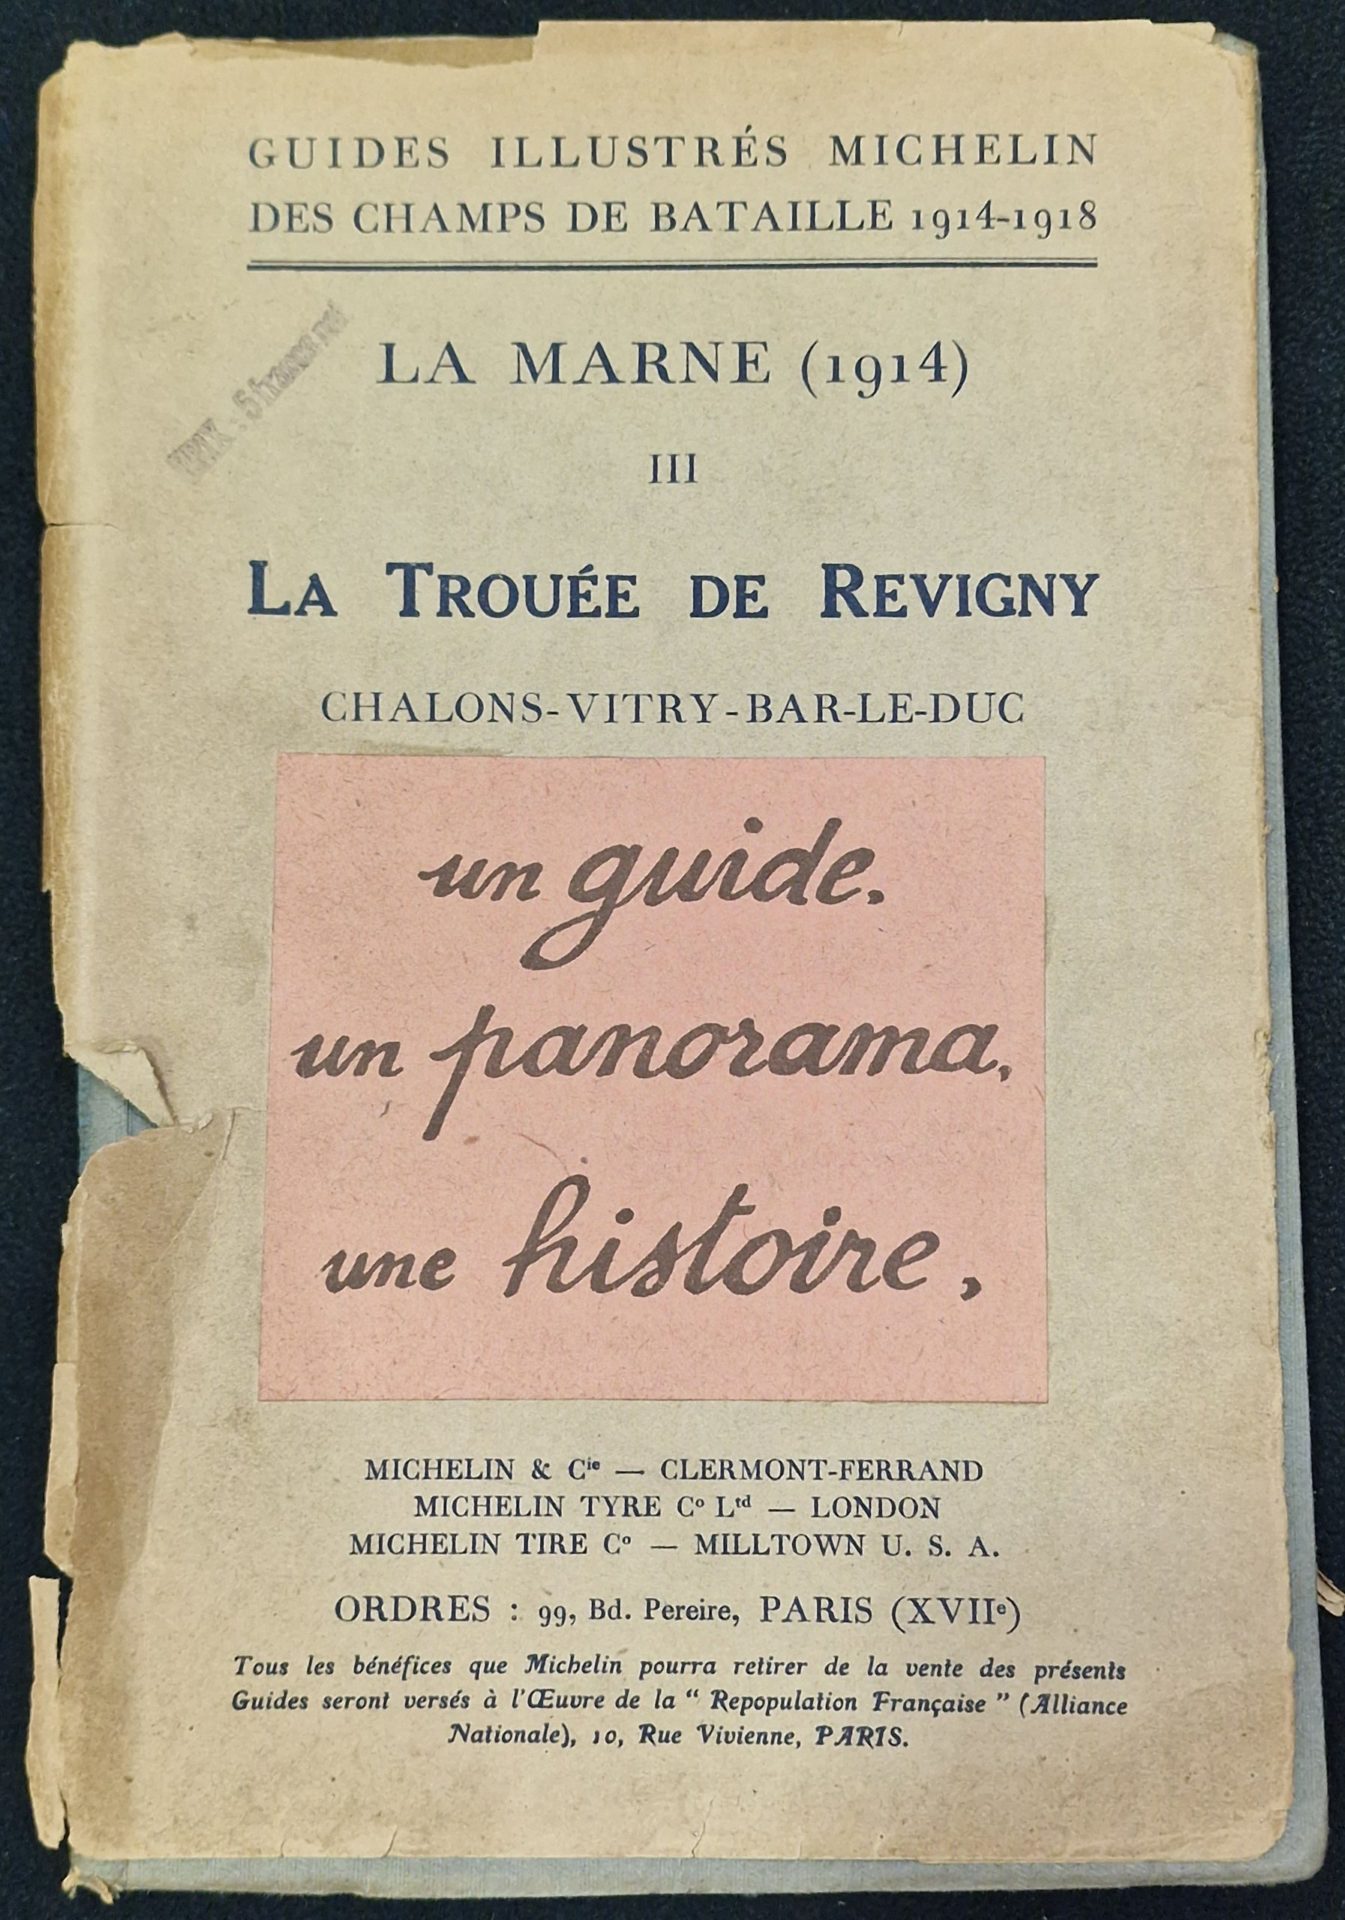 GUIDES ILLUSTRÉS MICHELIN
DES CHAMPS DE BATAILLE 1914-1918
LA MARNE (1914)
III
LA TROUÉE DE REVIGNY
CHALONS-VITRY-BAR-LE-DUC
un guide.
un panorama.
une histoire,
MICHELIN & Cie — CLERMONT-FERRAND
MICHELIN TYRE Co Ltd — LONDON
MICHELIN TIRE Co — MILLTOWN U. S. A.
ORDRES : 99, Bd. Pereire, PARIS (XVIIe)
Tous les bénéfices que Michelin pourra retirer de la vente des présents
Guides seront versés à l'Œuvre de la " Repopulation Française " (Alliance
Nationale), 10, Rue Vivienne, PARIS.